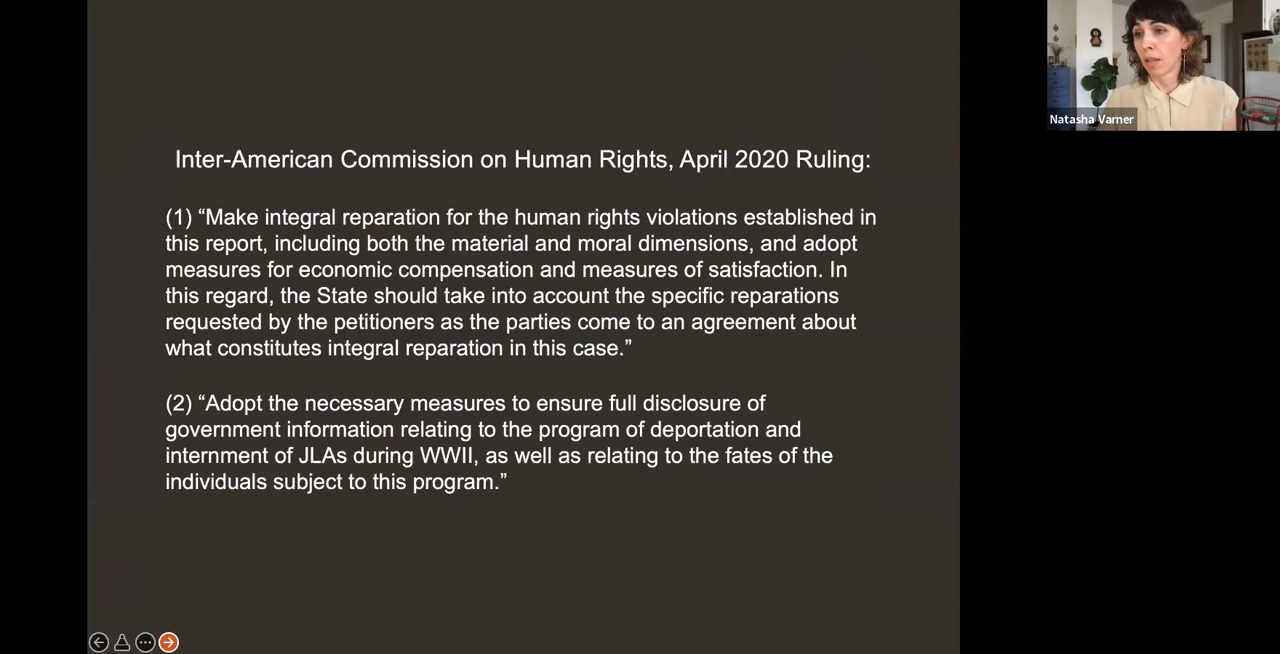 Inter-American Commission on Human Rights, April 2020 Ruling:
(1) “Make integral reparation for the human rights violations established in
this report, including both the material and moral dimensions, and adopt
measures for economic compensation and measures of satisfaction. In
this regard, the State should take into account the specific reparations
requested by the petitioners as the parties come to an agreement about
what constitutes integral reparation in this case.”
(2) “Adopt the necessary measures to ensure full disclosure of
government information relating to the program of deportation and
internment of JLAs during WWII, as well as relating to the fates of the
individuals subject to this program.”
Natasha Varner